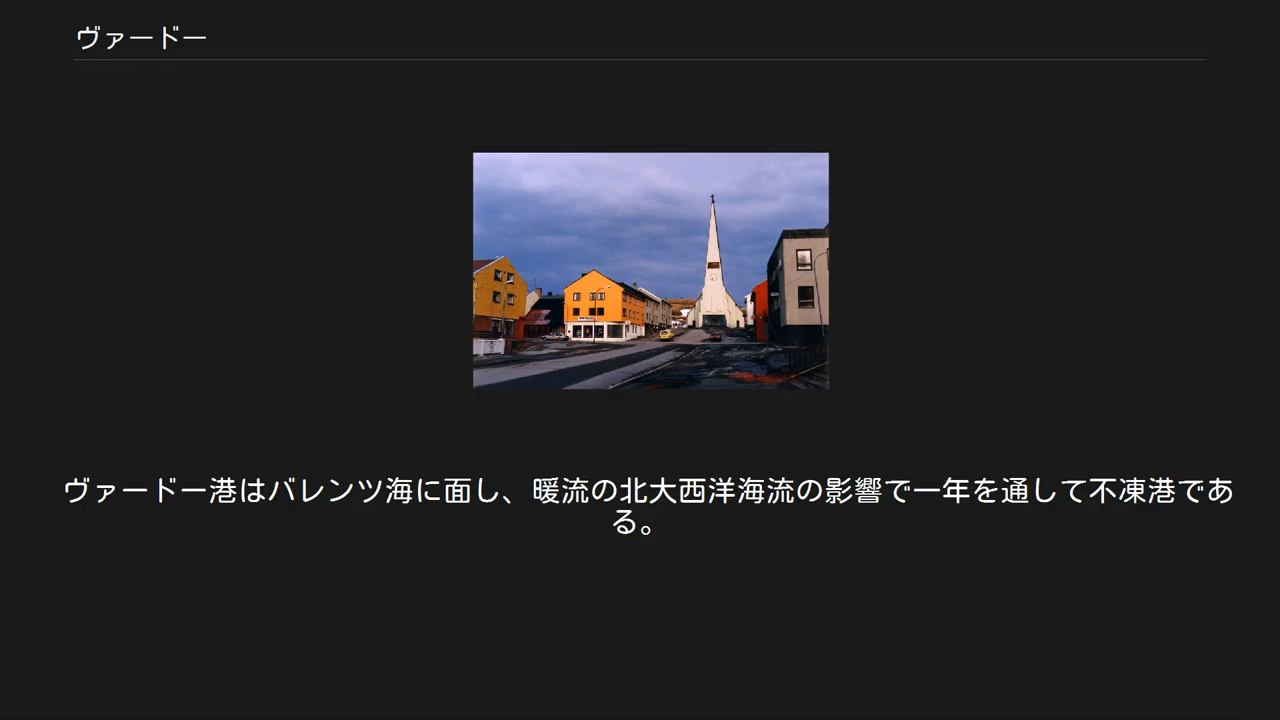 ヴァードー
ヴァードー港はバレンツ海に面し、暖流の北大西洋海流の影響で一年を通して不凍港であ
る。